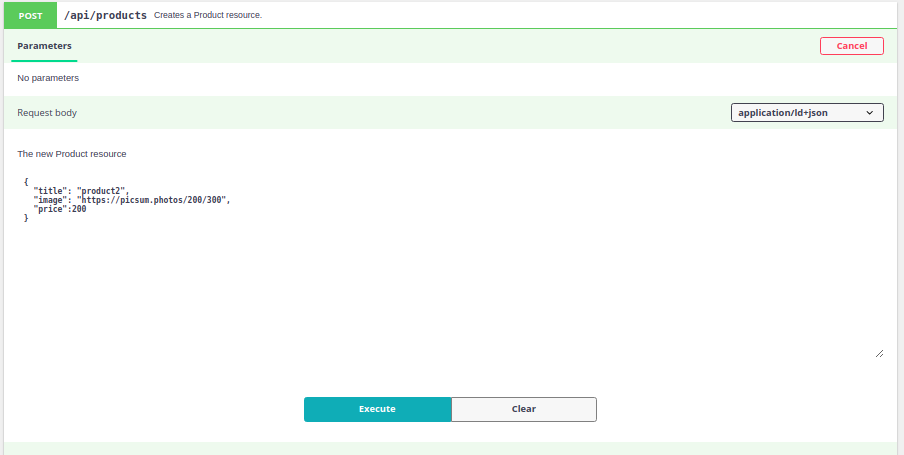 POST /api/products Creates a Product resource.
Parameters Cancel
No parameters
Request body application/ld+json
The new Product resource
{
  "title": "product2",
  "image": "https://picsum.photos/200/300",
  "price":200
}
Execute Clear